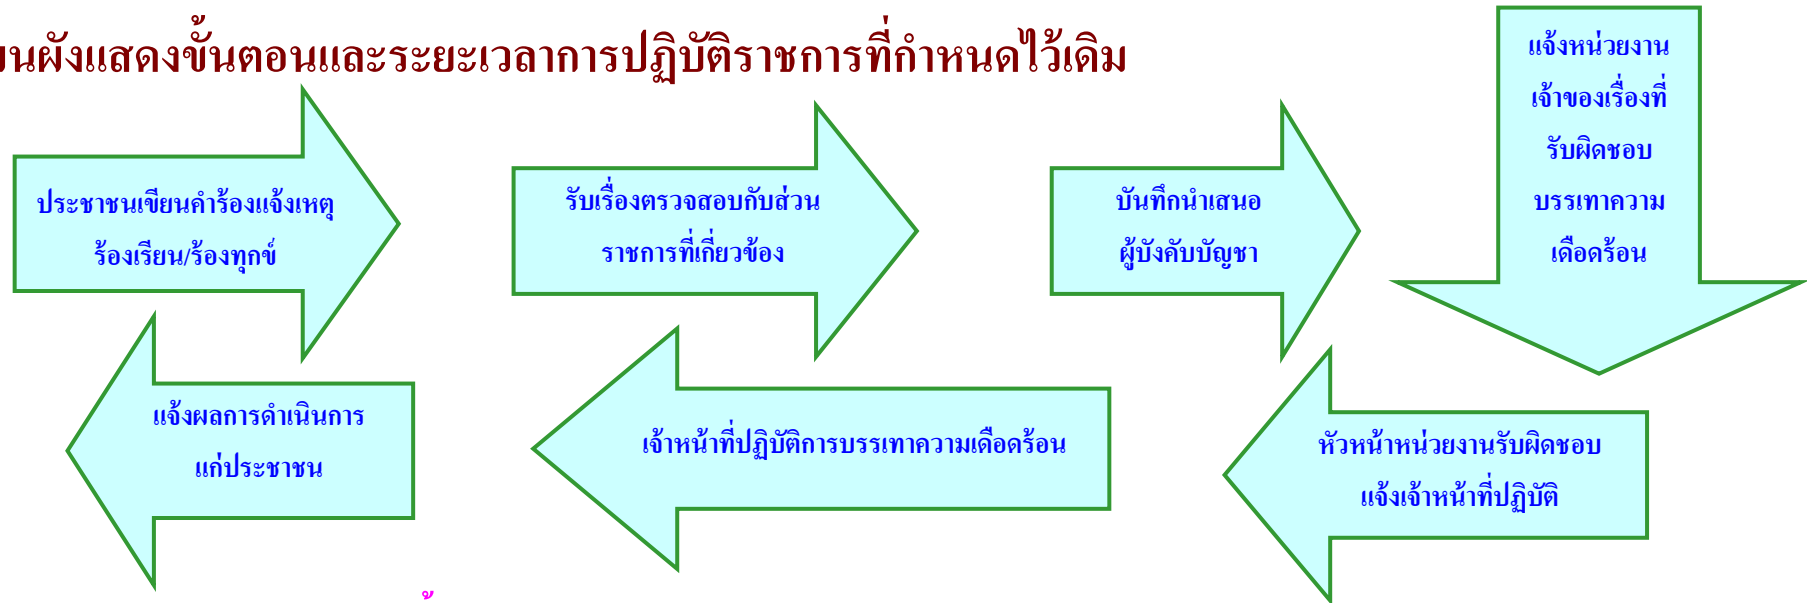 นผังแสดงขั้นตอนและระยะเวลาการปฏิบัติราชการที่กำหนดไว้เดิม
ประชาชนเขียนคำร้องแจ้งเหตุ
ร้องเรียน/ร้องทุกข์
รับเรื่องตรวจสอบกับส่วน
ราชการที่เกี่ยวข้อง
บันทึกนำเสนอ
ผู้บังคับบัญชา
แจ้งหน่วยงาน
เจ้าของเรื่องที่
รับผิดชอบ
บรรเทาความ
เดือดร้อน
หัวหน้าหน่วยงานรับผิดชอบ
แจ้งเจ้าหน้าที่ปฏิบัติ
เจ้าหน้าที่ปฏิบัติการบรรเทาความเดือดร้อน
แจ้งผลการดำเนินการ
แก่ประชาชน